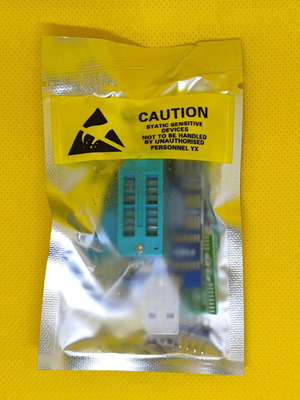 CAUTION
STATIC SENSITIVE
DEVICES
NOT TO BE HANDLED
BY UNAUTHORISED
PERSONNEL YX